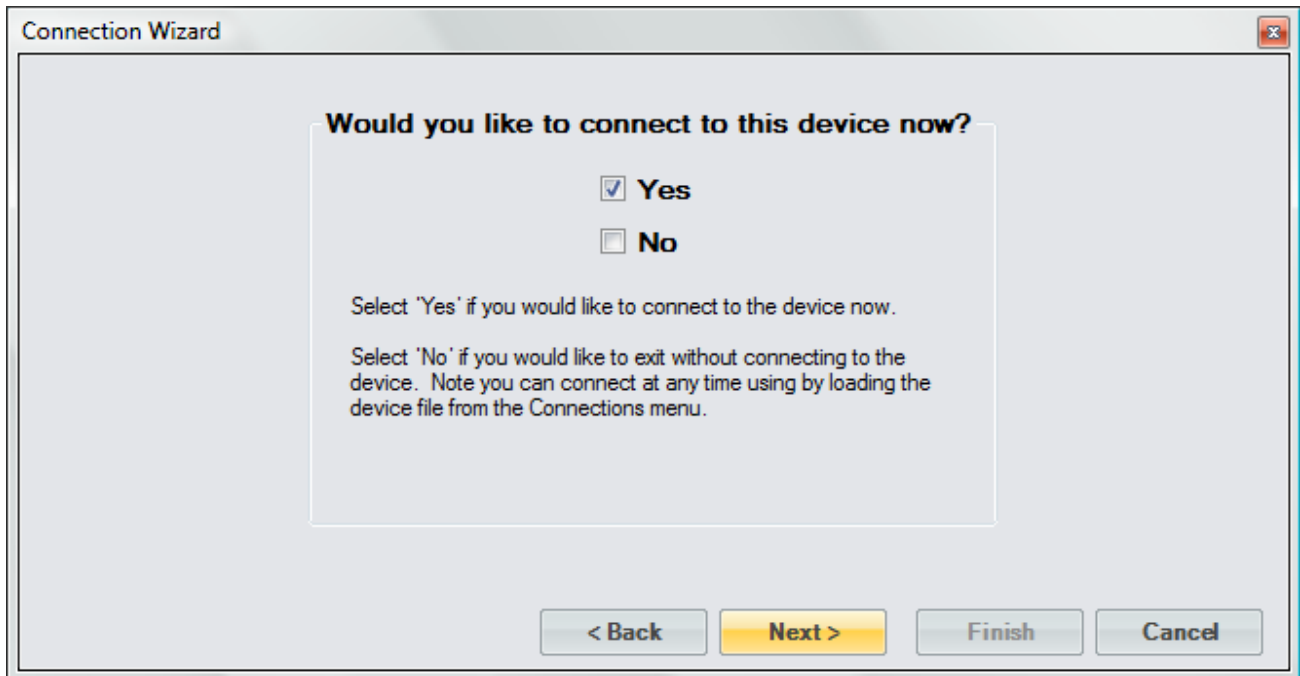 Connection Wizard
Would you like to connect to this device now?
Yes
No
Select 'Yes' if you would like to connect to the device now.
Select 'No' if you would like to exit without connecting to the
device.  Note you can connect at any time using by loading the
device file from the Connections menu.
< Back
Next >
Finish
Cancel